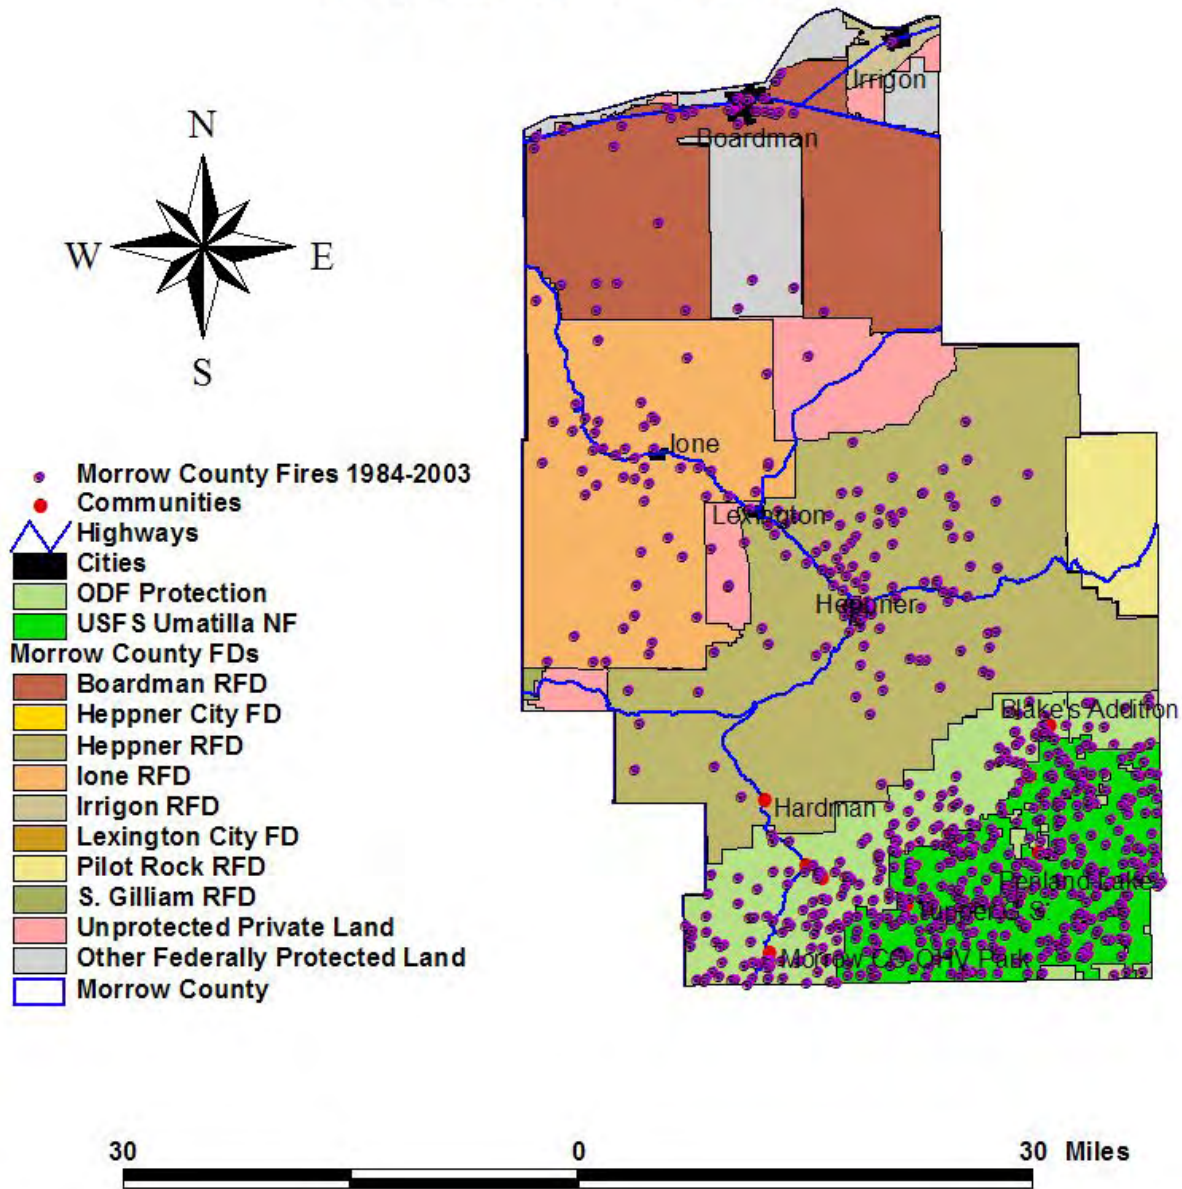 Irrigon
Boardman
N
W
E
S
Ione
Lexington
Heppner
Blake's Addition
Hardman
Penland Lake
Tupper G S
Morrow CO OHV Park
Morrow County Fires 1984-2003
Communities
Highways
Cities
ODF Protection
USFS Umatilla NF
Morrow County FDs
Boardman RFD
Heppner City FD
Heppner RFD
Ione RFD
Irrigon RFD
Lexington City FD
Pilot Rock RFD
S. Gilliam RFD
Unprotected Private Land
Other Federally Protected Land
Morrow County
30 0 30 Miles